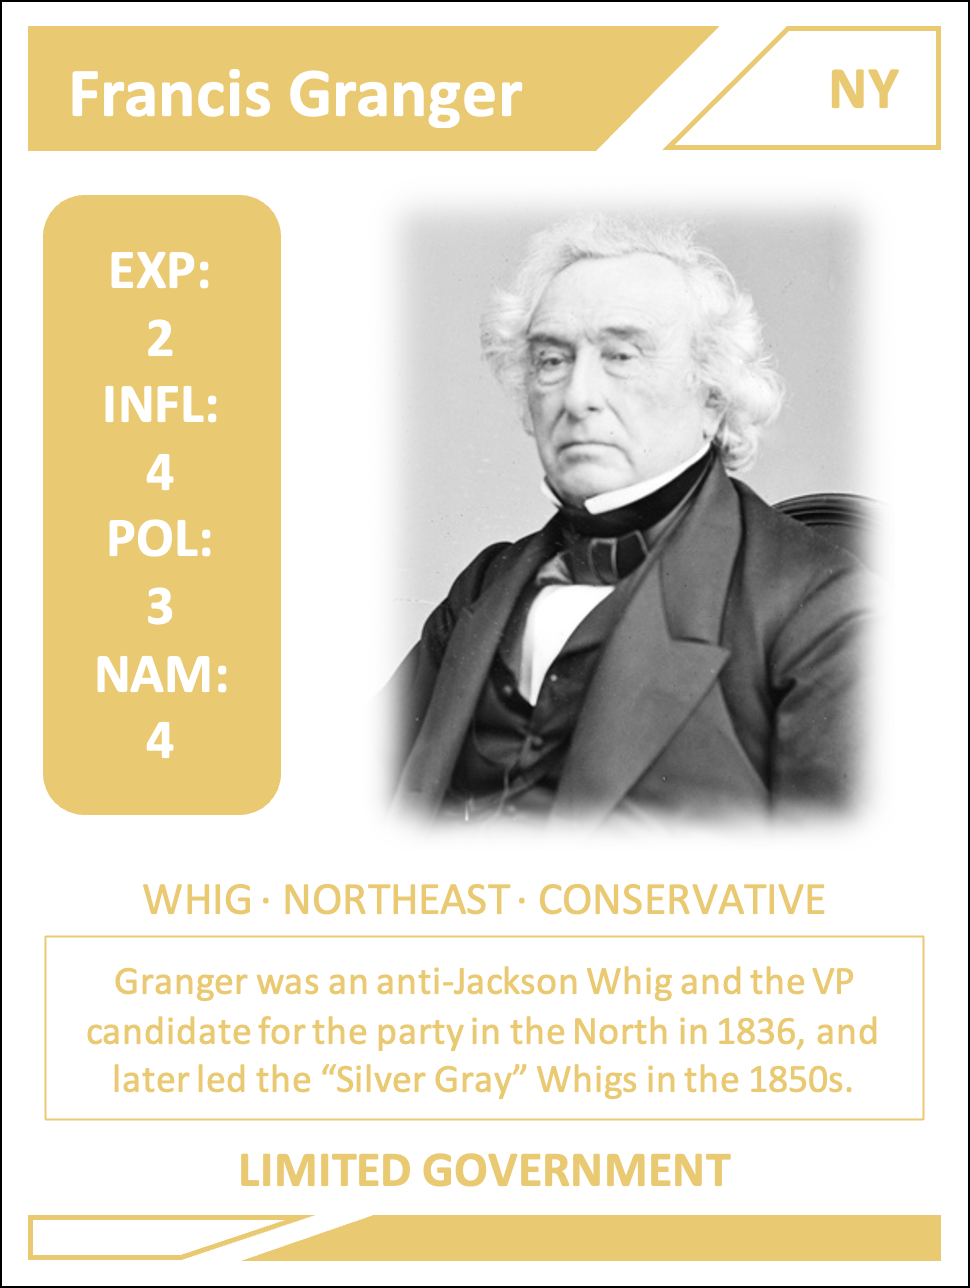 Francis Granger
NY
EXP:
2
INFL:
4
POL:
3
NAM:
4
WHIG · NORTHEAST · CONSERVATIVE
Granger was an anti-Jackson Whig and the VP
candidate for the party in the North in 1836, and
later led the “Silver Gray” Whigs in the 1850s.
LIMITED GOVERNMENT